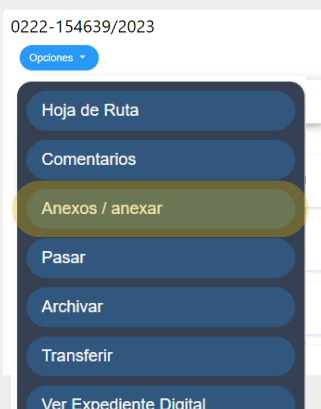 0222-154639/2023
Opciones
Hoja de Ruta
Comentarios
Anexos / anexar
Pasar
Archivar
Transferir
Ver Expediente Digital